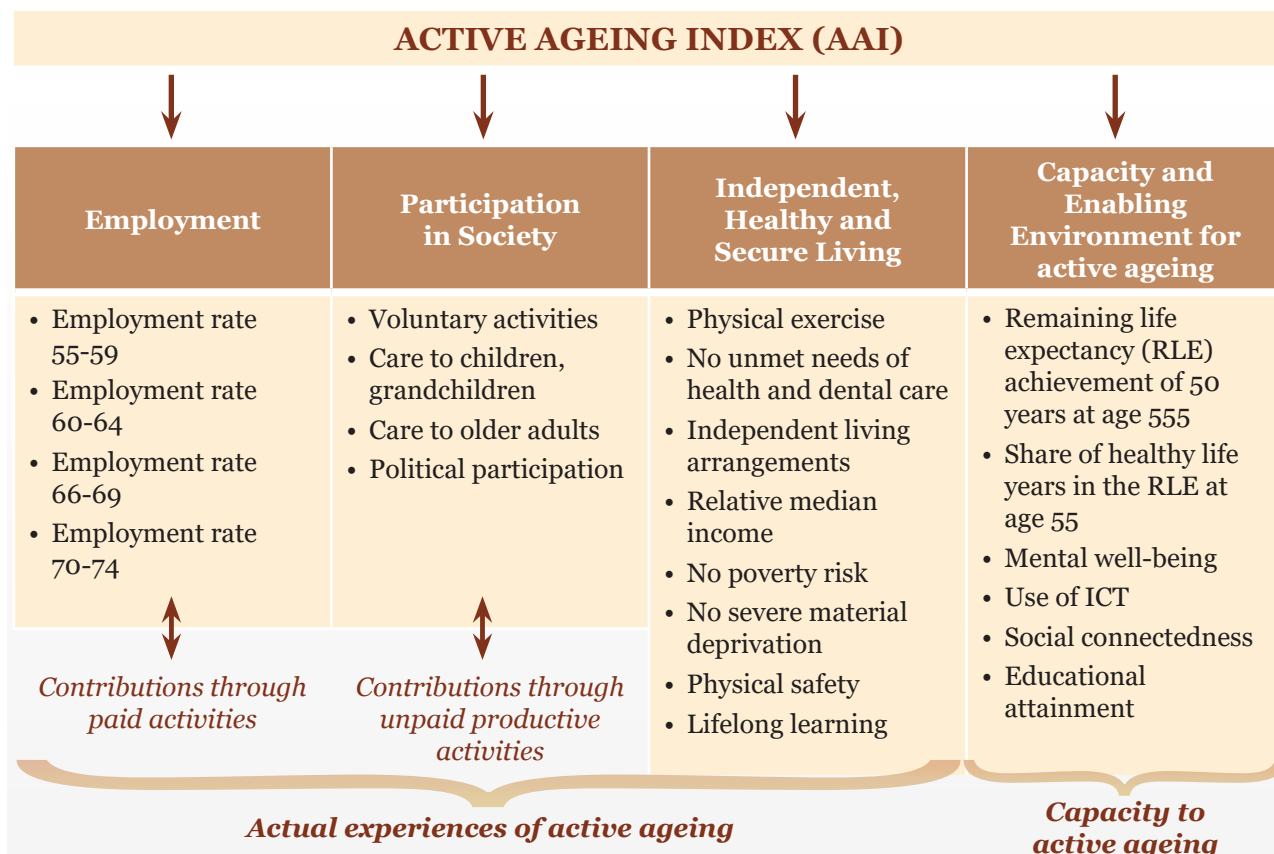 ACTIVE AGEING INDEX (AAI)
Employment
Participation
in Society
Independent,
Healthy and
Secure Living
Capacity and
Enabling
Environment for
active ageing
• Employment rate
55-59
• Employment rate
60-64
• Employment rate
66-69
• Employment rate
70-74
• Voluntary activities
• Care to children,
grandchildren
• Care to older adults
• Political participation
• Physical exercise
• No unmet needs of
health and dental care
• Independent living
arrangements
• Relative median
income
• No poverty risk
• No severe material
deprivation
• Physical safety
• Lifelong learning
• Remaining life
expectancy (RLE)
achievement of 50
years at age 555
• Share of healthy life
years in the RLE at
age 55
• Mental well-being
• Use of ICT
• Social connectedness
• Educational
attainment
Contributions through
paid activities
Contributions through
unpaid productive
activities
Actual experiences of active ageing
Capacity to
active ageing